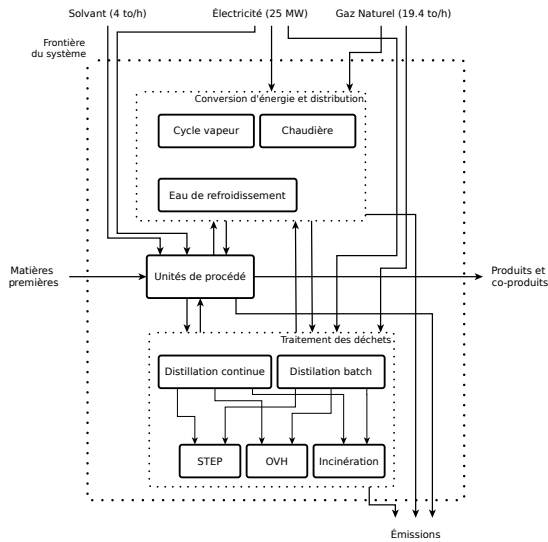 Solvant (4 to/h)
Électricité (25 MW)
Gaz Naturel (19.4 to/h)
Frontière
du système
Conversion d'énergie et distribution
Cycle vapeur
Chaudière
Eau de refroidissement
Matières
premières
Unités de procédé
Produits et
co-produits
Traitement des déchets
Distillation continue
Distilation batch
STEP
OVH
Incinération
Émissions